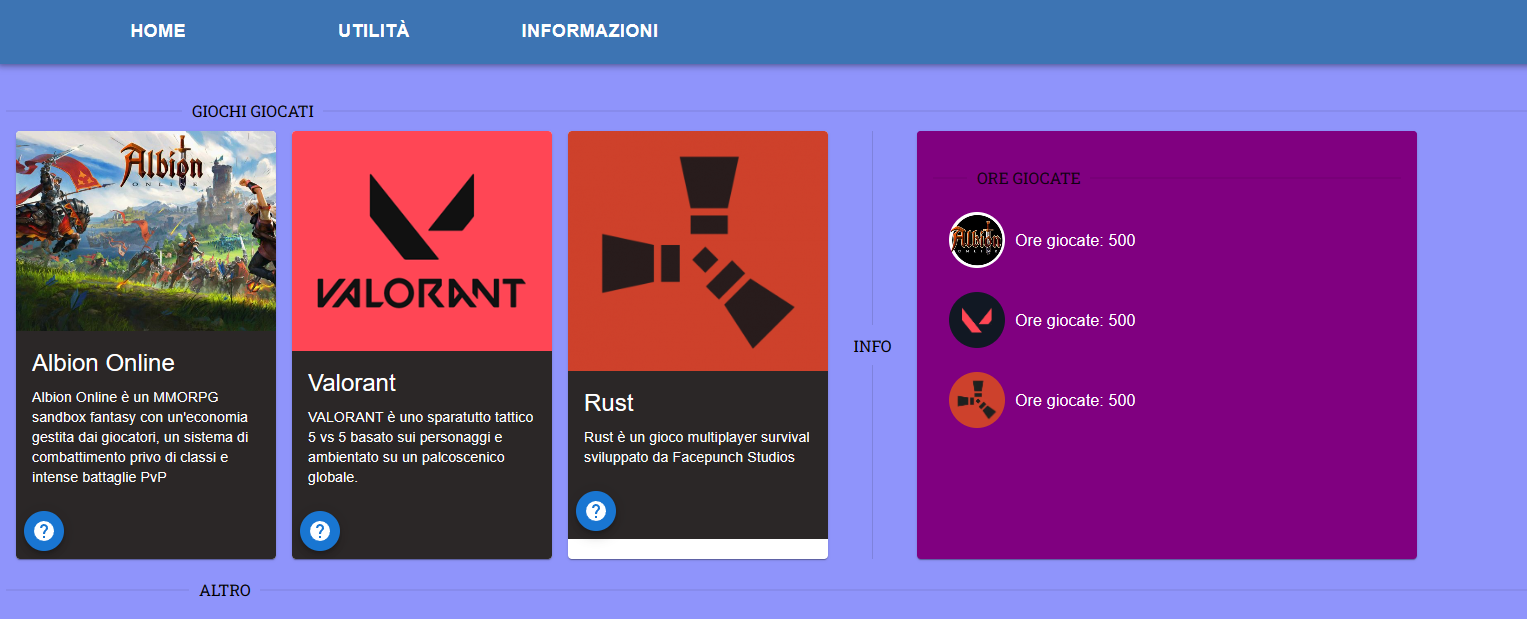 HOME
UTILITÀ
INFORMAZIONI
GIOCHI GIOCATI
Albion
ONLINE
Albion Online
Albion Online è un MMORPG
sandbox fantasy con un'economia
gestita dai giocatori, un sistema di
combattimento privo di classi e
intense battaglie PvP
?
VALORANT
Valorant
VALORANT è uno sparatutto tattico
5 vs 5 basato sui personaggi e
ambientato su un palcoscenico
globale.
?
Rust
Rust è un gioco multiplayer survival
sviluppato da Facepunch Studios
?
INFO
ORE GIOCATE
Albion
ONLINE
Ore giocate: 500
Ore giocate: 500
Ore giocate: 500
ALTRO